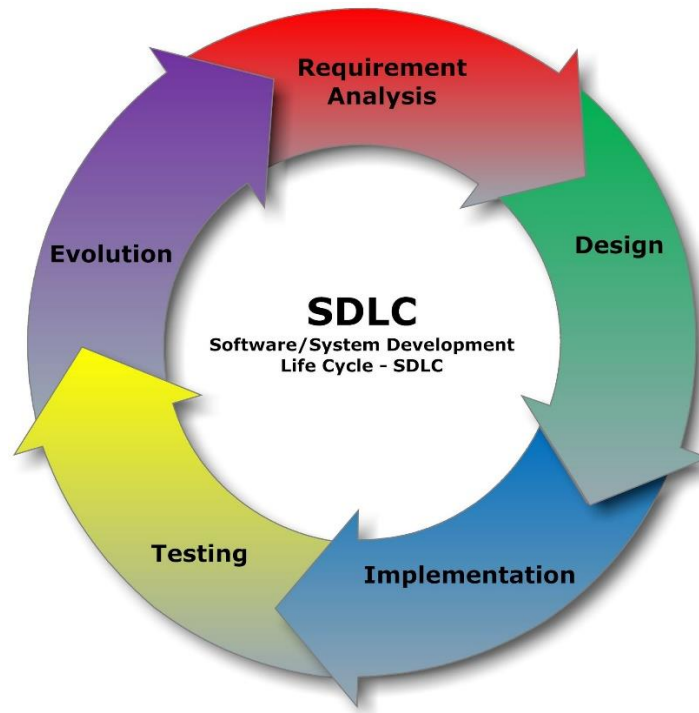 Requirement
Analysis
Design
Implementation
Testing
Evolution
SDLC
Software/System Development
Life Cycle - SDLC